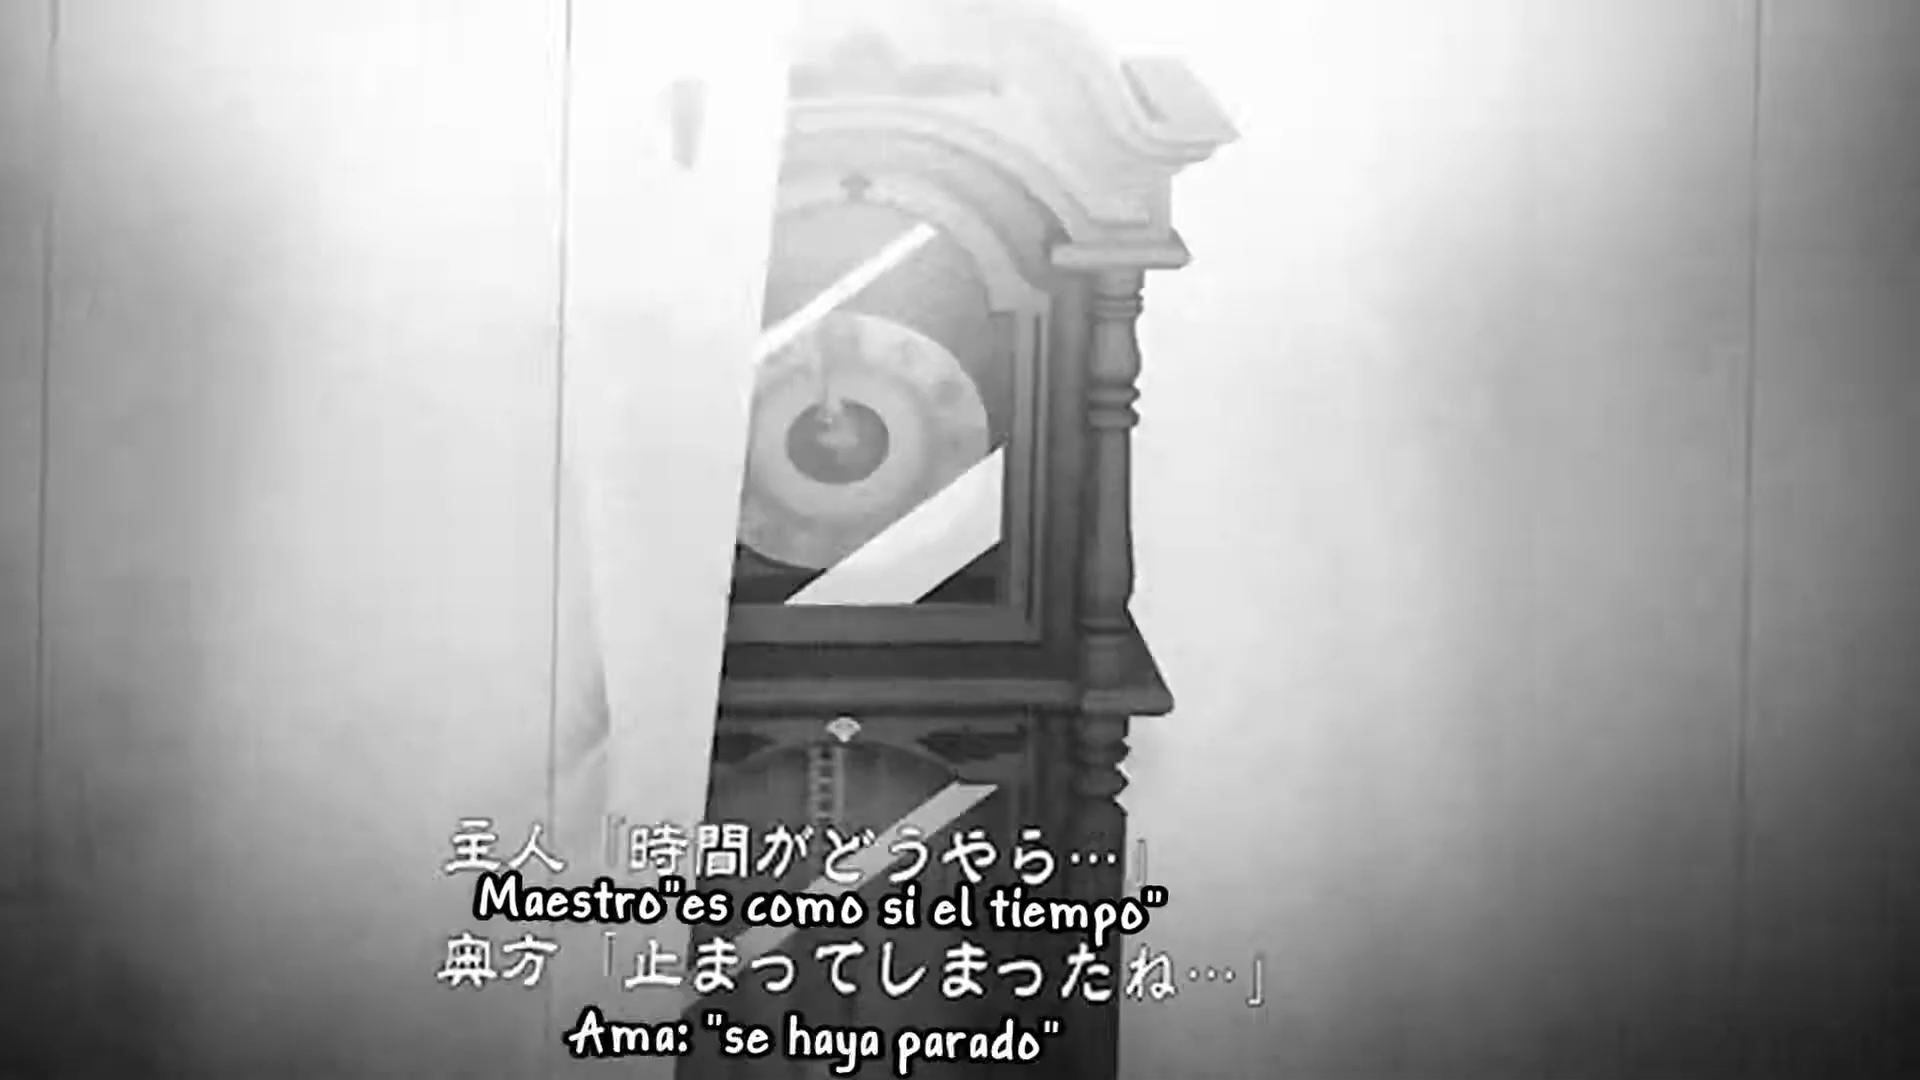 主人「時間がどうやら…」
Maestro"es como si el tiempo"
奥方「止まってしまったね…」
Ama: "se haya parado"